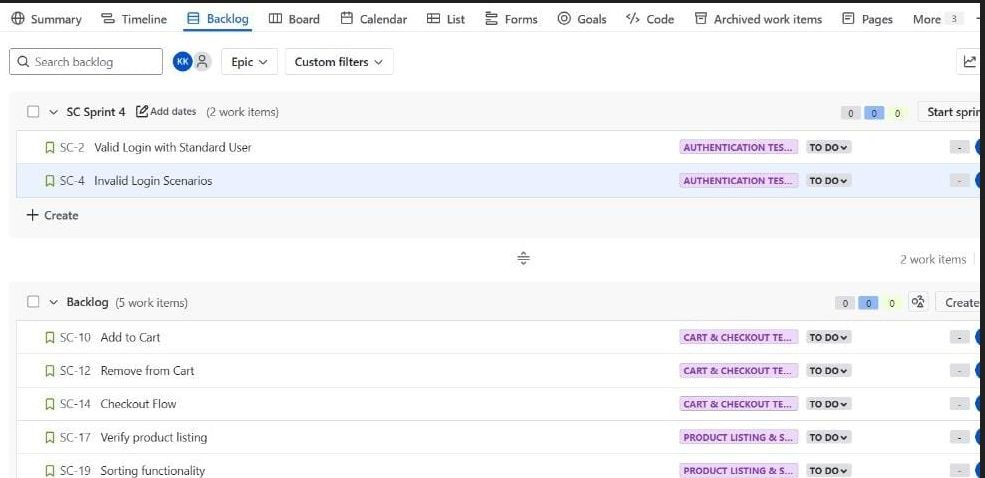 Summary Timeline Backlog Board Calendar List Forms Goals Code Archived work items Pages More 3
Search backlog KK Epic Custom filters
SC Sprint 4 Add dates (2 work items) 0 0 0 Start sprin
SC-2 Valid Login with Standard User AUTHENTICATION TES... TO DO -
SC-4 Invalid Login Scenarios AUTHENTICATION TES... TO DO -
+ Create
2 work items
Backlog (5 work items) 0 0 0 Create
SC-10 Add to Cart CART & CHECKOUT TE... TO DO -
SC-12 Remove from Cart CART & CHECKOUT TE... TO DO -
SC-14 Checkout Flow CART & CHECKOUT TE... TO DO -
SC-17 Verify product listing PRODUCT LISTING & S... TO DO -
SC-19 Sorting functionality PRODUCT LISTING & S... TO DO -